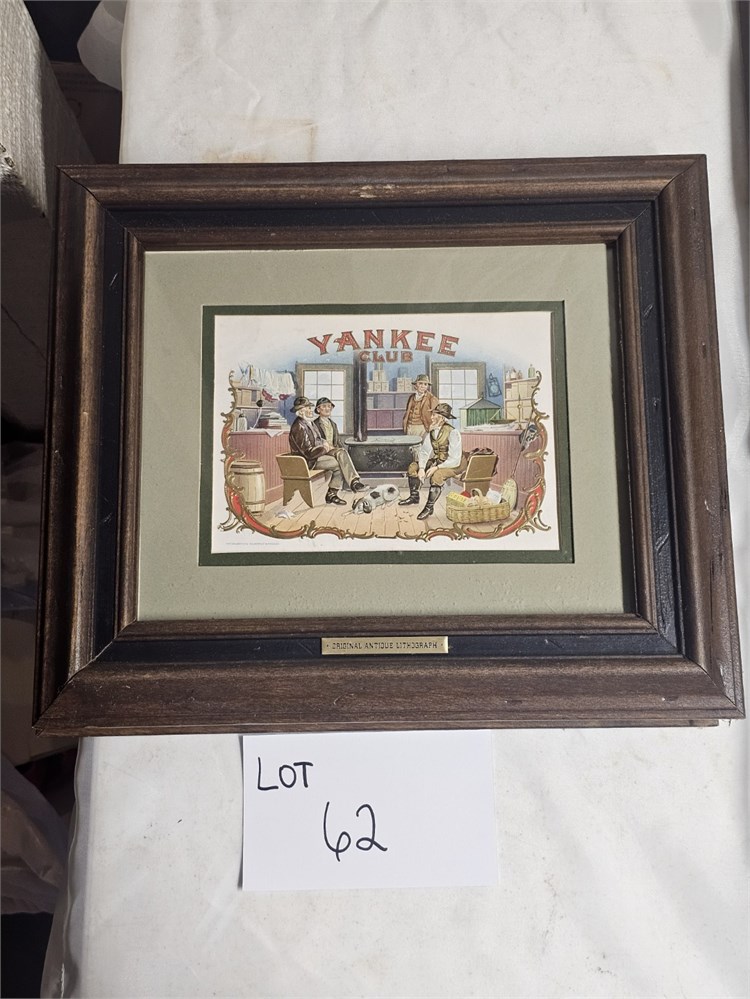 YANKEE
CLUB
· ORIGINAL ANTIQUE LITHOGRAPH ·
LOT
62